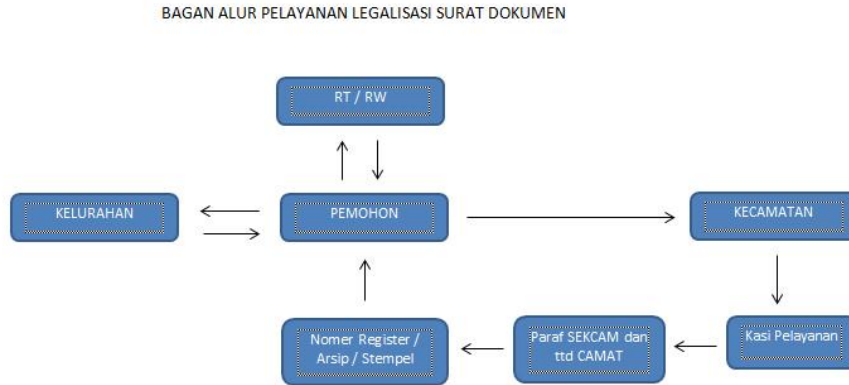 BAGAN ALUR PELAYANAN LEGALISASI SURAT DOKUMEN
RT / RW
KELURAHAN
PEMOHON
KECAMATAN
Nomer Register /
Arsip / Stempel
Paraf SEKCAM dan
ttd CAMAT
Kasi Pelayanan